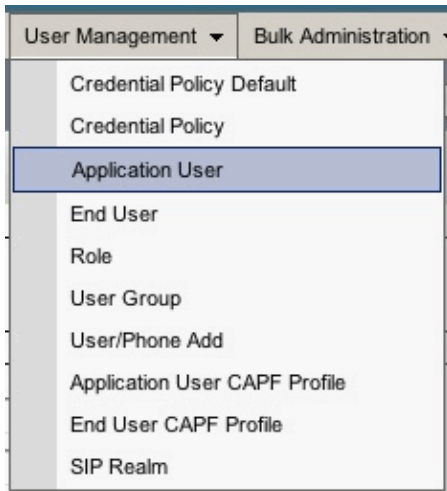 User Management Bulk Administration
Credential Policy Default
Credential Policy
Application User
End User
Role
User Group
User/Phone Add
Application User CAPF Profile
End User CAPF Profile
SIP Realm